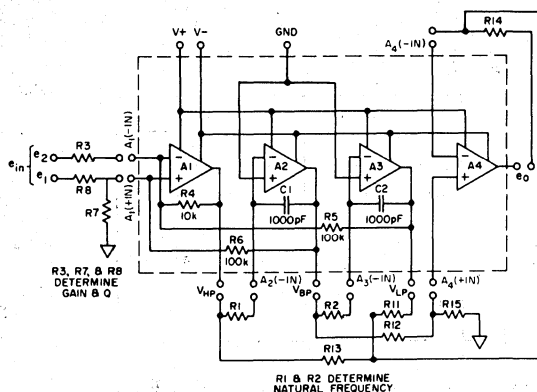 V+ V- GND
A4(-IN)
R14
A1(-IN)
R3
e2
ein
e1
R8
R7
A1(+IN)
A1
A2
A3
A4
e0
R4
10k
C1
1000pF
C2
1000pF
R5
100k
R6
100k
R3, R7, & R8
DETERMINE
GAIN & Q
VHP
A2(-IN)
VBP
A3(-IN)
VLP
A4(+IN)
R1
R2
R11
R12
R15
R13
R1 & R2 DETERMINE
NATURAL FREQUENCY